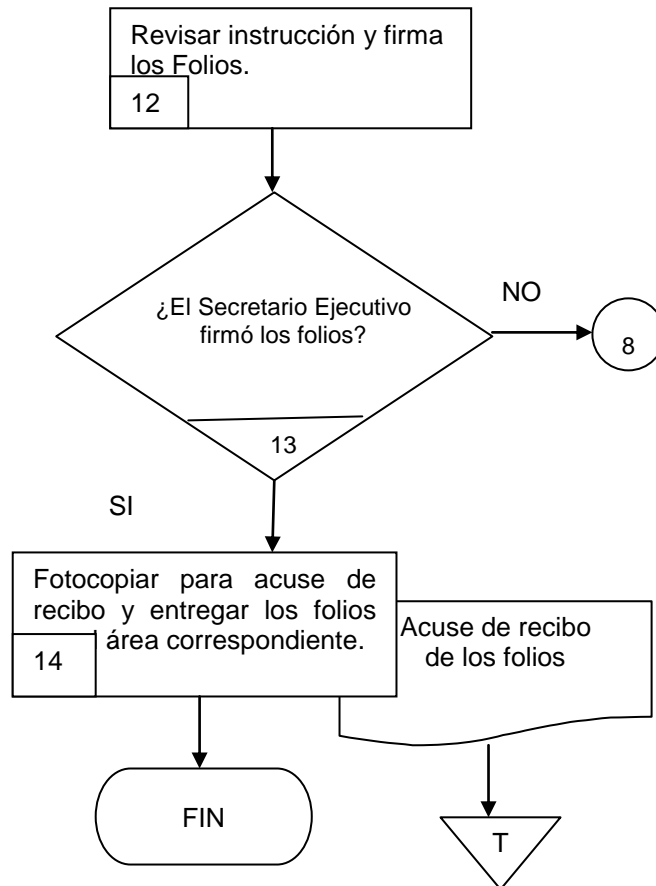 Revisar instrucción y firma
los Folios.
12
¿El Secretario Ejecutivo
firmó los folios?
13
NO
8
SI
Fotocopiar para acuse de
recibo y entregar los folios
área correspondiente.
14
Acuse de recibo
de los folios
FIN
T